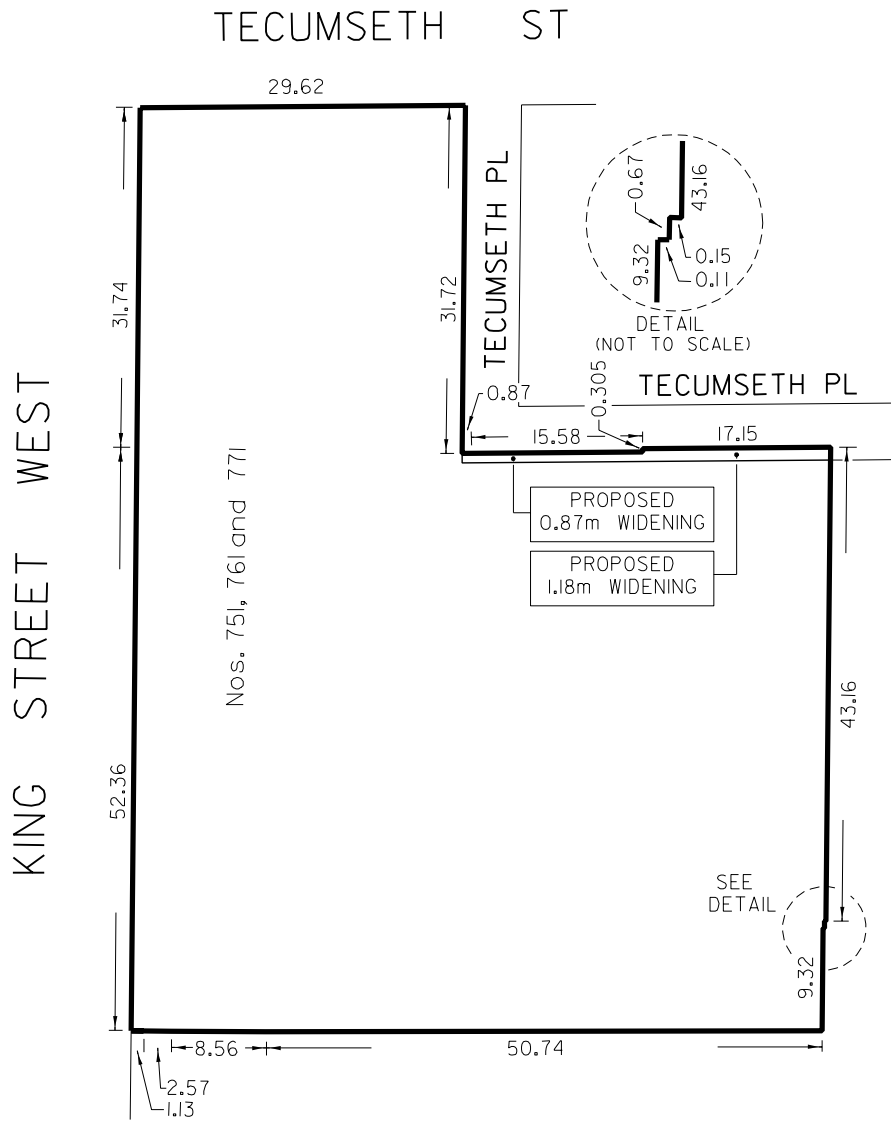 TECUMSETH ST
29.62
31.74
31.72
TECUMSETH PL
0.67
43.16
0.15
0.11
9.32
DETAIL
(NOT TO SCALE)
0.87
0.305
TECUMSETH PL
15.58
17.15
KING STREET WEST
Nos. 751, 761 and 771
PROPOSED
0.87m WIDENING
PROPOSED
1.18m WIDENING
43.16
52.36
SEE
DETAIL
9.32
8.56
50.74
2.57
1.13